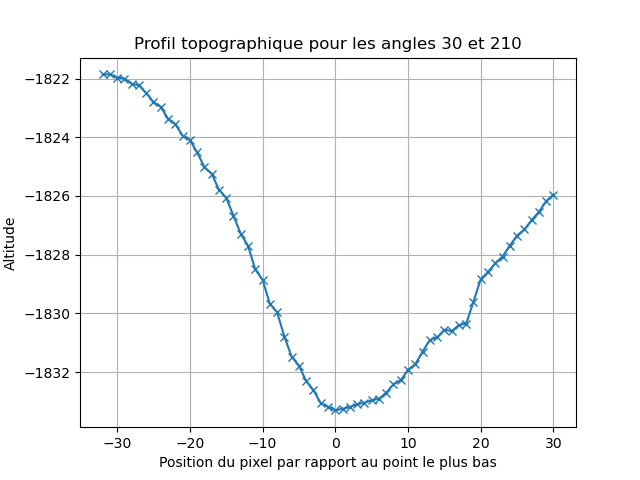 Profil topographique pour les angles 30 et 210
−1822
−1824
−1826
−1828
−1830
−1832
Altitude
−30 −20 −10 0 10 20 30
Position du pixel par rapport au point le plus bas